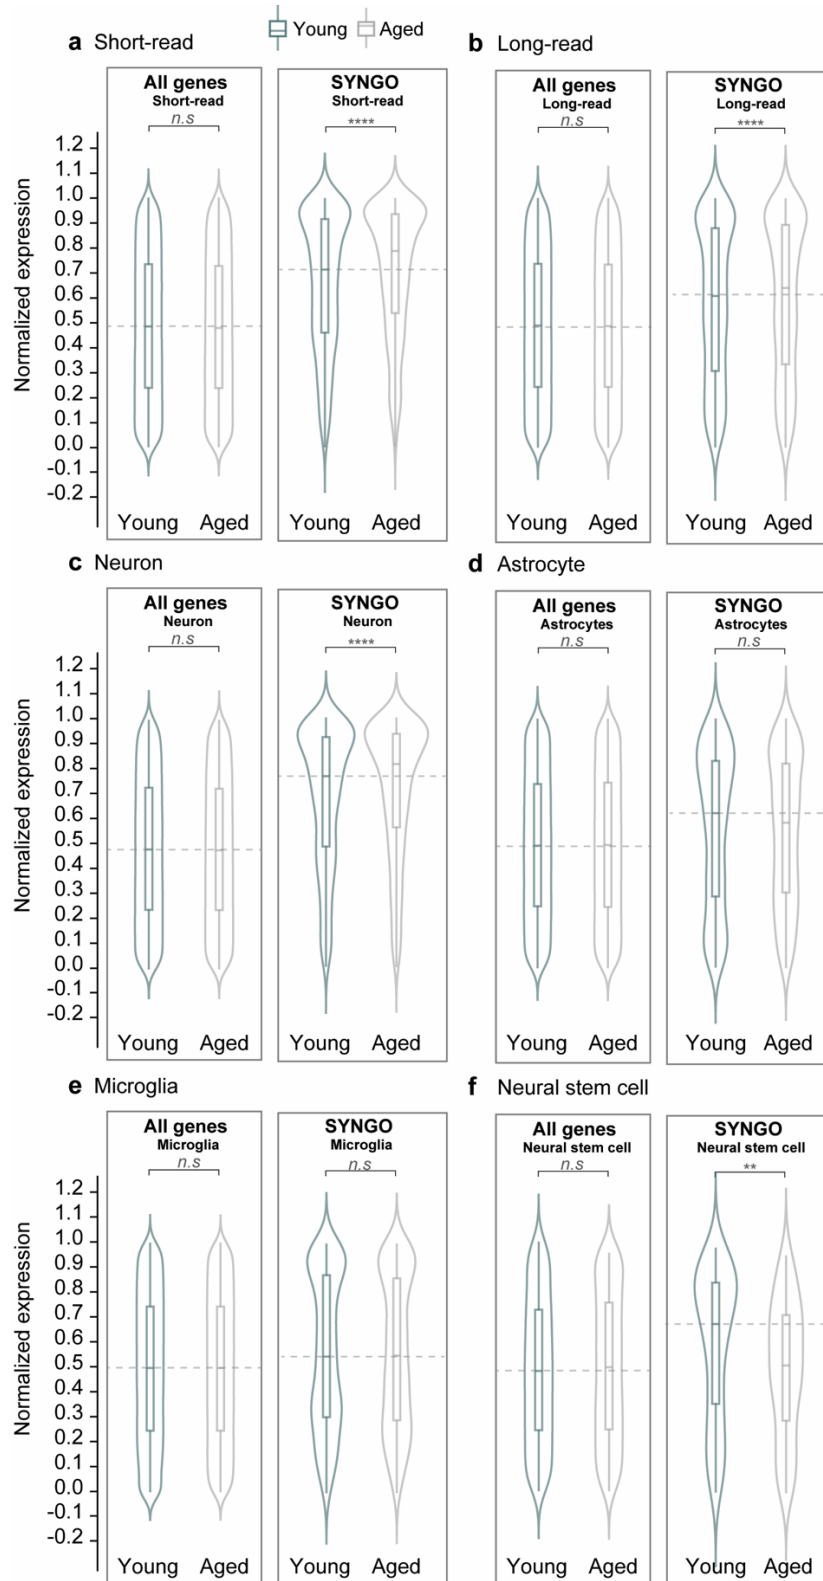 Young Aged
a Short-read
b Long-read
All genes
Short-read
n.s
SYNGO
Short-read
****
All genes
Long-read
n.s
SYNGO
Long-read
****
Normalized expression
1.2
1.1
1.0
0.9
0.8
0.7
0.6
0.5
0.4
0.3
0.2
0.1
0.0
-0.1
-0.2
Young Aged
Young Aged
Young Aged
Young Aged
c Neuron
d Astrocyte
All genes
Neuron
n.s
SYNGO
Neuron
****
All genes
Astrocytes
n.s
SYNGO
Astrocytes
n.s
Normalized expression
1.2
1.1
1.0
0.9
0.8
0.7
0.6
0.5
0.4
0.3
0.2
0.1
0.0
-0.1
-0.2
Young Aged
Young Aged
Young Aged
Young Aged
e Microglia
f Neural stem cell
All genes
Microglia
n.s
SYNGO
Microglia
n.s
All genes
Neural stem cell
n.s
SYNGO
Neural stem cell
**
Normalized expression
1.2
1.1
1.0
0.9
0.8
0.7
0.6
0.5
0.4
0.3
0.2
0.1
0.0
-0.1
-0.2
Young Aged
Young Aged
Young Aged
Young Aged